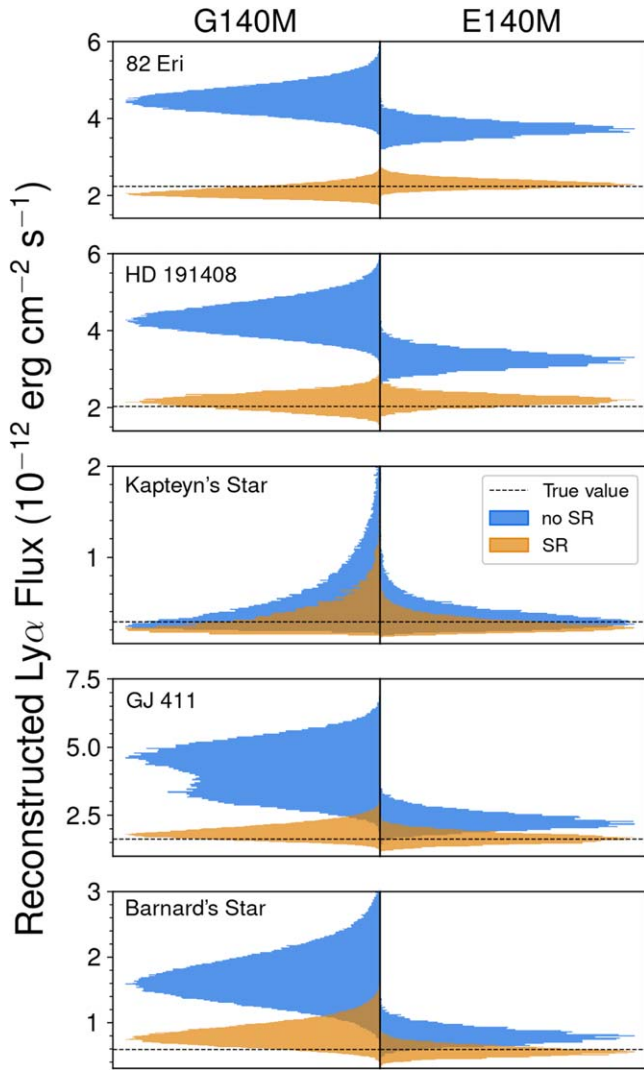 G140M E140M
Reconstructed Lyα Flux (10⁻¹² erg cm⁻² s⁻¹)
82 Eri
6
4
2
HD 191408
6
4
2
Kapteyn's Star
2
1
True value
no SR
SR
GJ 411
7.5
5.0
2.5
Barnard's Star
3
2
1